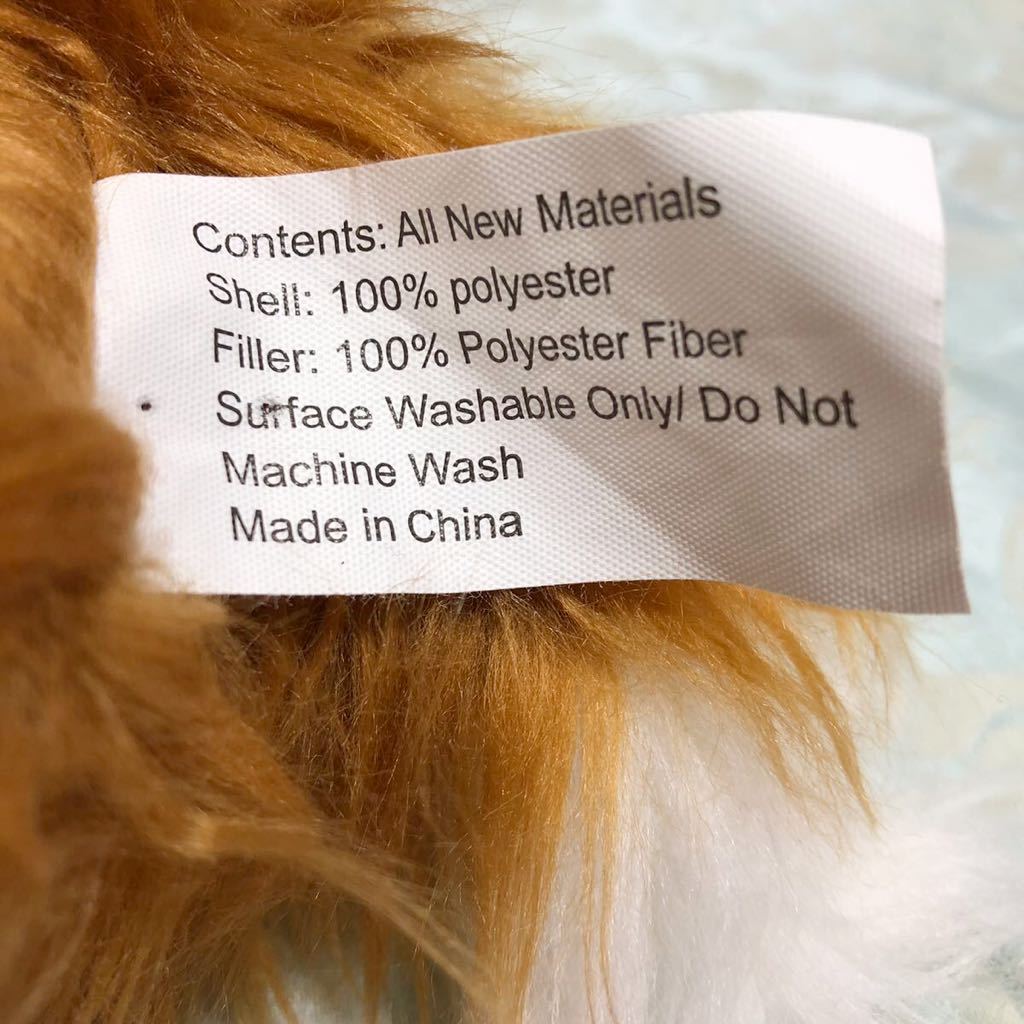 Contents: All New Materials
Shell: 100% polyester
Filler: 100% Polyester Fiber
Surface Washable Only/ Do Not
Machine Wash
Made in China